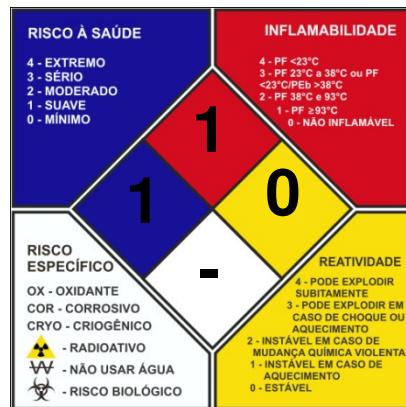 RISCO À SAÚDE
4 - EXTREMO
3 - SÉRIO
2 - MODERADO
1 - SUAVE
0 - MÍNIMO
INFLAMABILIDADE
4 - PF <23°C
3 - PF 23°C a 38°C ou PF
<23°C/PEb >38°C
2 - PF 38°C e 93°C
1 - PF ≥93°C
0 - NÃO INFLAMÁVEL
1
1
0
-
RISCO
ESPECÍFICO
OX - OXIDANTE
COR - CORROSIVO
CRYO - CRIOGÊNICO
- RADIOATIVO
W - NÃO USAR ÁGUA
- RISCO BIOLÓGICO
REATIVIDADE
4 - PODE EXPLODIR
SUBITAMENTE
3 - PODE EXPLODIR EM
CASO DE CHOQUE OU
AQUECIMENTO
2 - INSTÁVEL EM CASO DE
MUDANÇA QUÍMICA VIOLENTA
1 - INSTÁVEL EM CASO DE
AQUECIMENTO
0 - ESTÁVEL